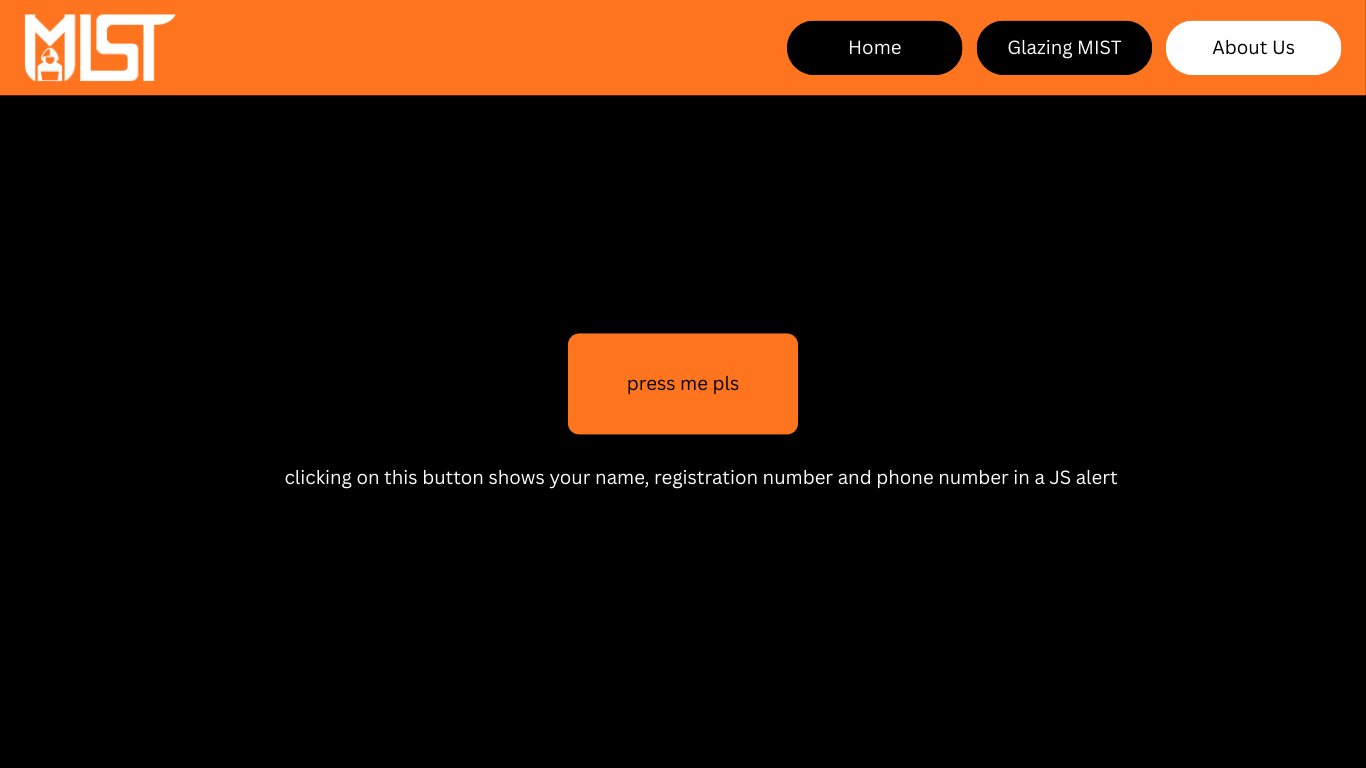 MIST
Home
Glazing MIST
About Us
press me pls
clicking on this button shows your name, registration number and phone number in a JS alert